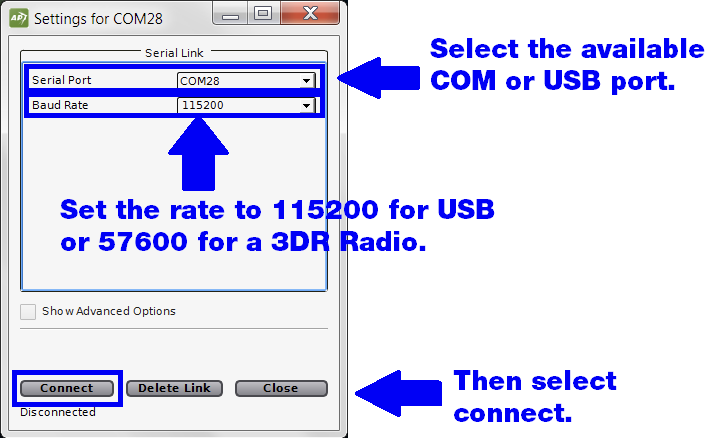 AP2 Settings for COM28
Serial Link
Select the available
COM or USB port.
Serial Port COM28
Baud Rate 115200
Set the rate to 115200 for USB
or 57600 for a 3DR Radio.
Show Advanced Options
Then select
connect.
Connect Delete Link Close
Disconnected